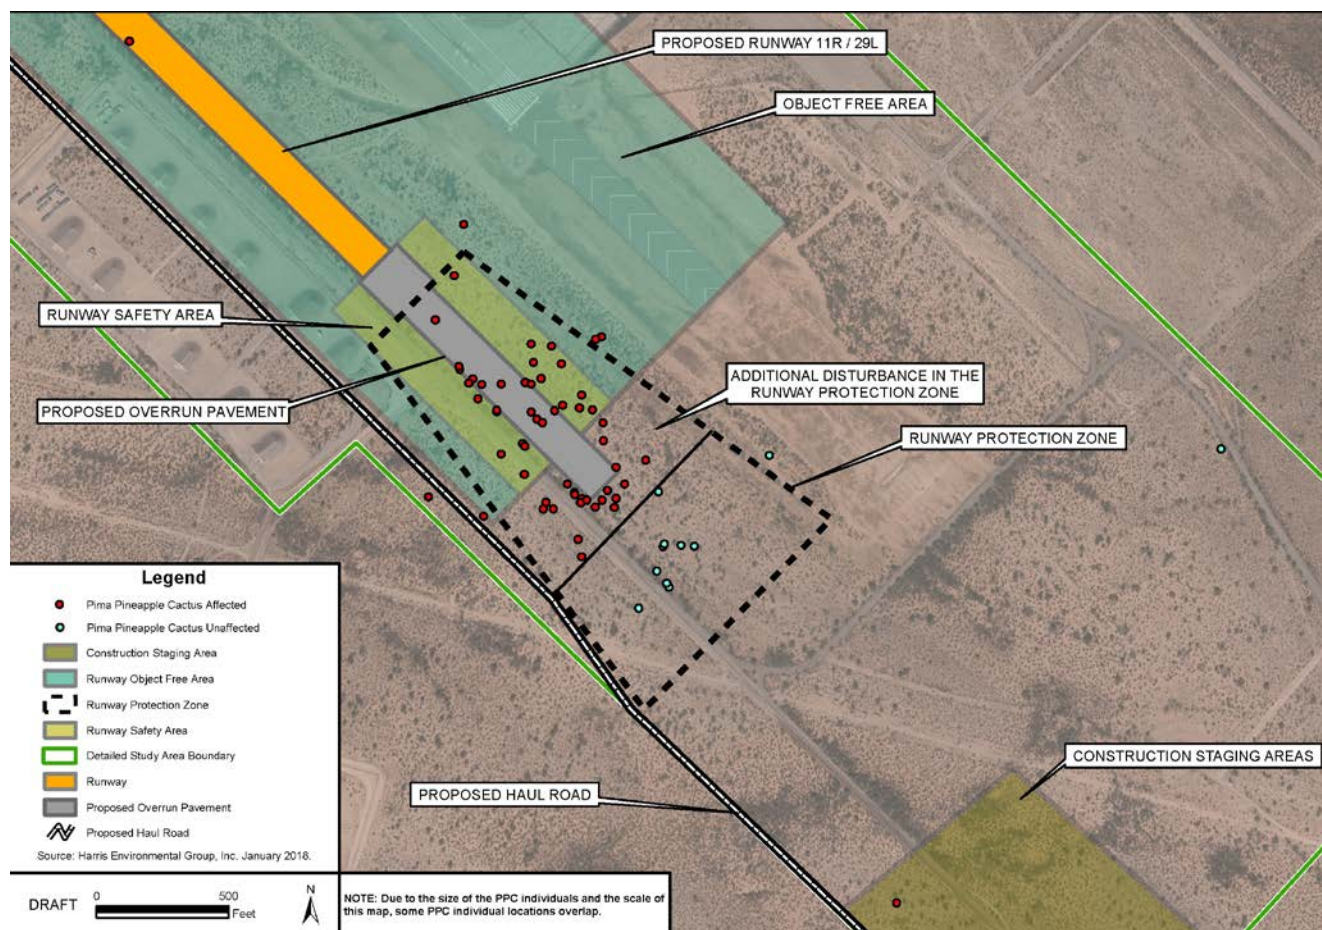 PROPOSED RUNWAY 11R / 29L
OBJECT FREE AREA
RUNWAY SAFETY AREA
ADDITIONAL DISTURBANCE IN THE
RUNWAY PROTECTION ZONE
PROPOSED OVERRUN PAVEMENT
RUNWAY PROTECTION ZONE
CONSTRUCTION STAGING AREAS
PROPOSED HAUL ROAD
Legend
Pima Pineapple Cactus Affected
Pima Pineapple Cactus Unaffected
Construction Staging Area
Runway Object Free Area
Runway Protection Zone
Runway Safety Area
Detailed Study Area Boundary
Runway
Proposed Overrun Pavement
Proposed Haul Road
Source: Harris Environmental Group, Inc. January 2018.
DRAFT
0 500
Feet
N
NOTE: Due to the size of the PPC individuals and the scale of
this map, some PPC individual locations overlap.